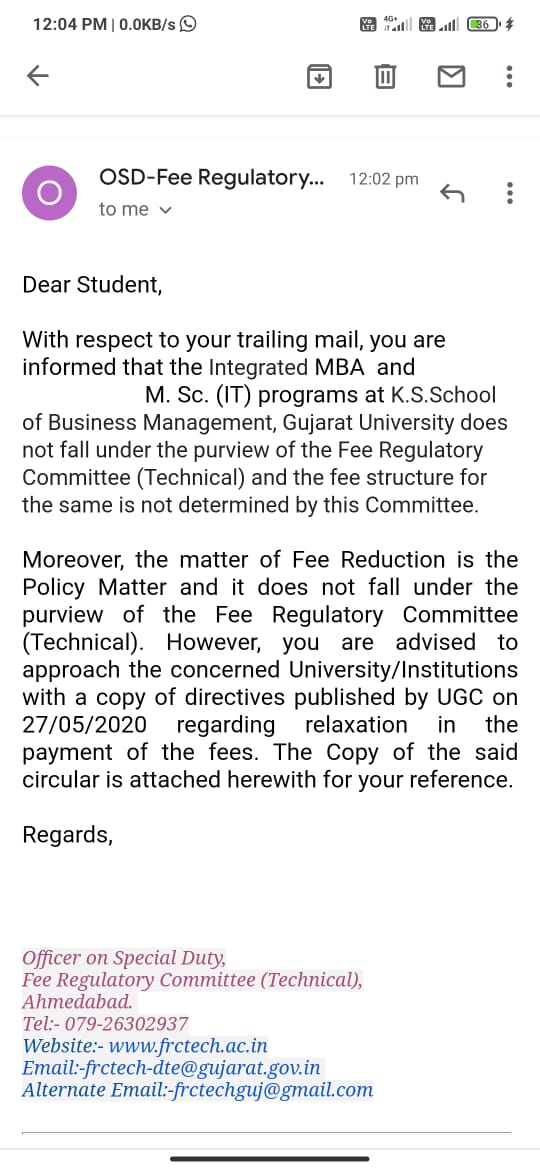 12:04 PM | 0.0KB/s
Vo LTE 4G+ Vo LTE 36
O
OSD-Fee Regulatory... 12:02 pm
to me
Dear Student,
With respect to your trailing mail, you are
informed that the Integrated MBA and
M. Sc. (IT) programs at K.S.School
of Business Management, Gujarat University does
not fall under the purview of the Fee Regulatory
Committee (Technical) and the fee structure for
the same is not determined by this Committee.
Moreover, the matter of Fee Reduction is the
Policy Matter and it does not fall under the
purview of the Fee Regulatory Committee
(Technical). However, you are advised to
approach the concerned University/Institutions
with a copy of directives published by UGC on
27/05/2020 regarding relaxation in the
payment of the fees. The Copy of the said
circular is attached herewith for your reference.
Regards,
Officer on Special Duty,
Fee Regulatory Committee (Technical),
Ahmedabad.
Tel:- 079-26302937
Website:- www.frctech.ac.in
Email:-frctech-dte@gujarat.gov.in
Alternate Email:-frctechguj@gmail.com